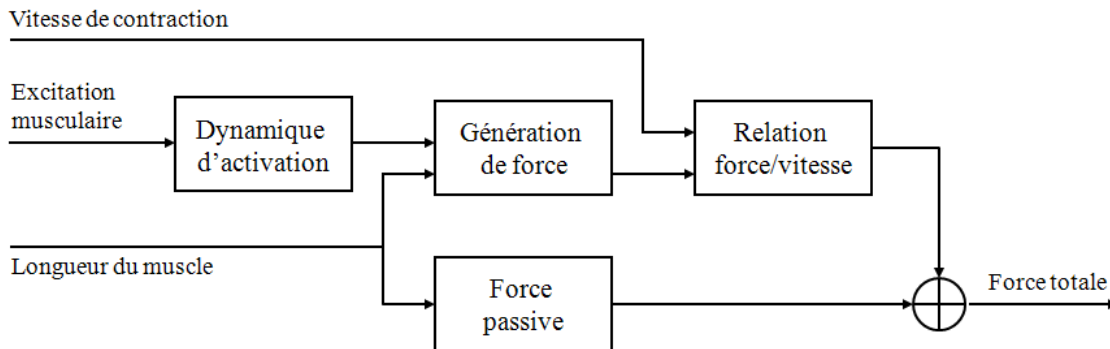 Vitesse de contraction
Excitation
musculaire
Dynamique
d’activation
Génération
de force
Relation
force/vitesse
Longueur du muscle
Force
passive
Force totale